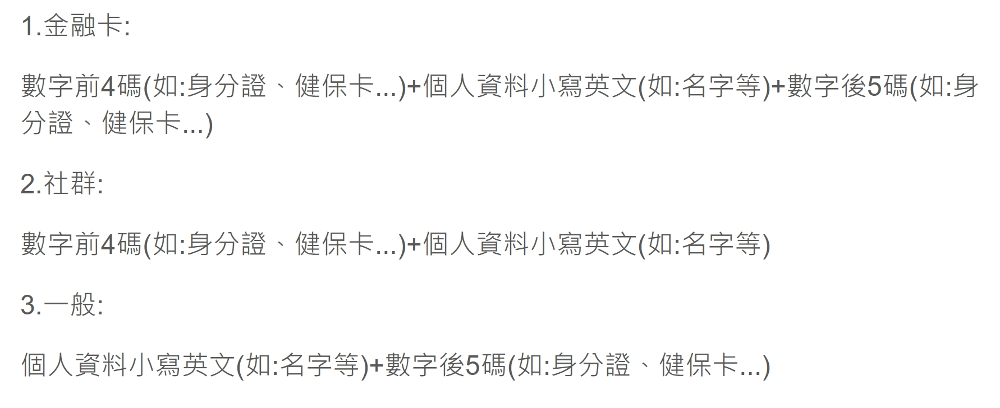 1.金融卡:
數字前4碼(如:身分證、健保卡...)+個人資料小寫英文(如:名字等)+數字後5碼(如:身
分證、健保卡...)
2.社群:
數字前4碼(如:身分證、健保卡...)+個人資料小寫英文(如:名字等)
3.一般:
個人資料小寫英文(如:名字等)+數字後5碼(如:身分證、健保卡...)